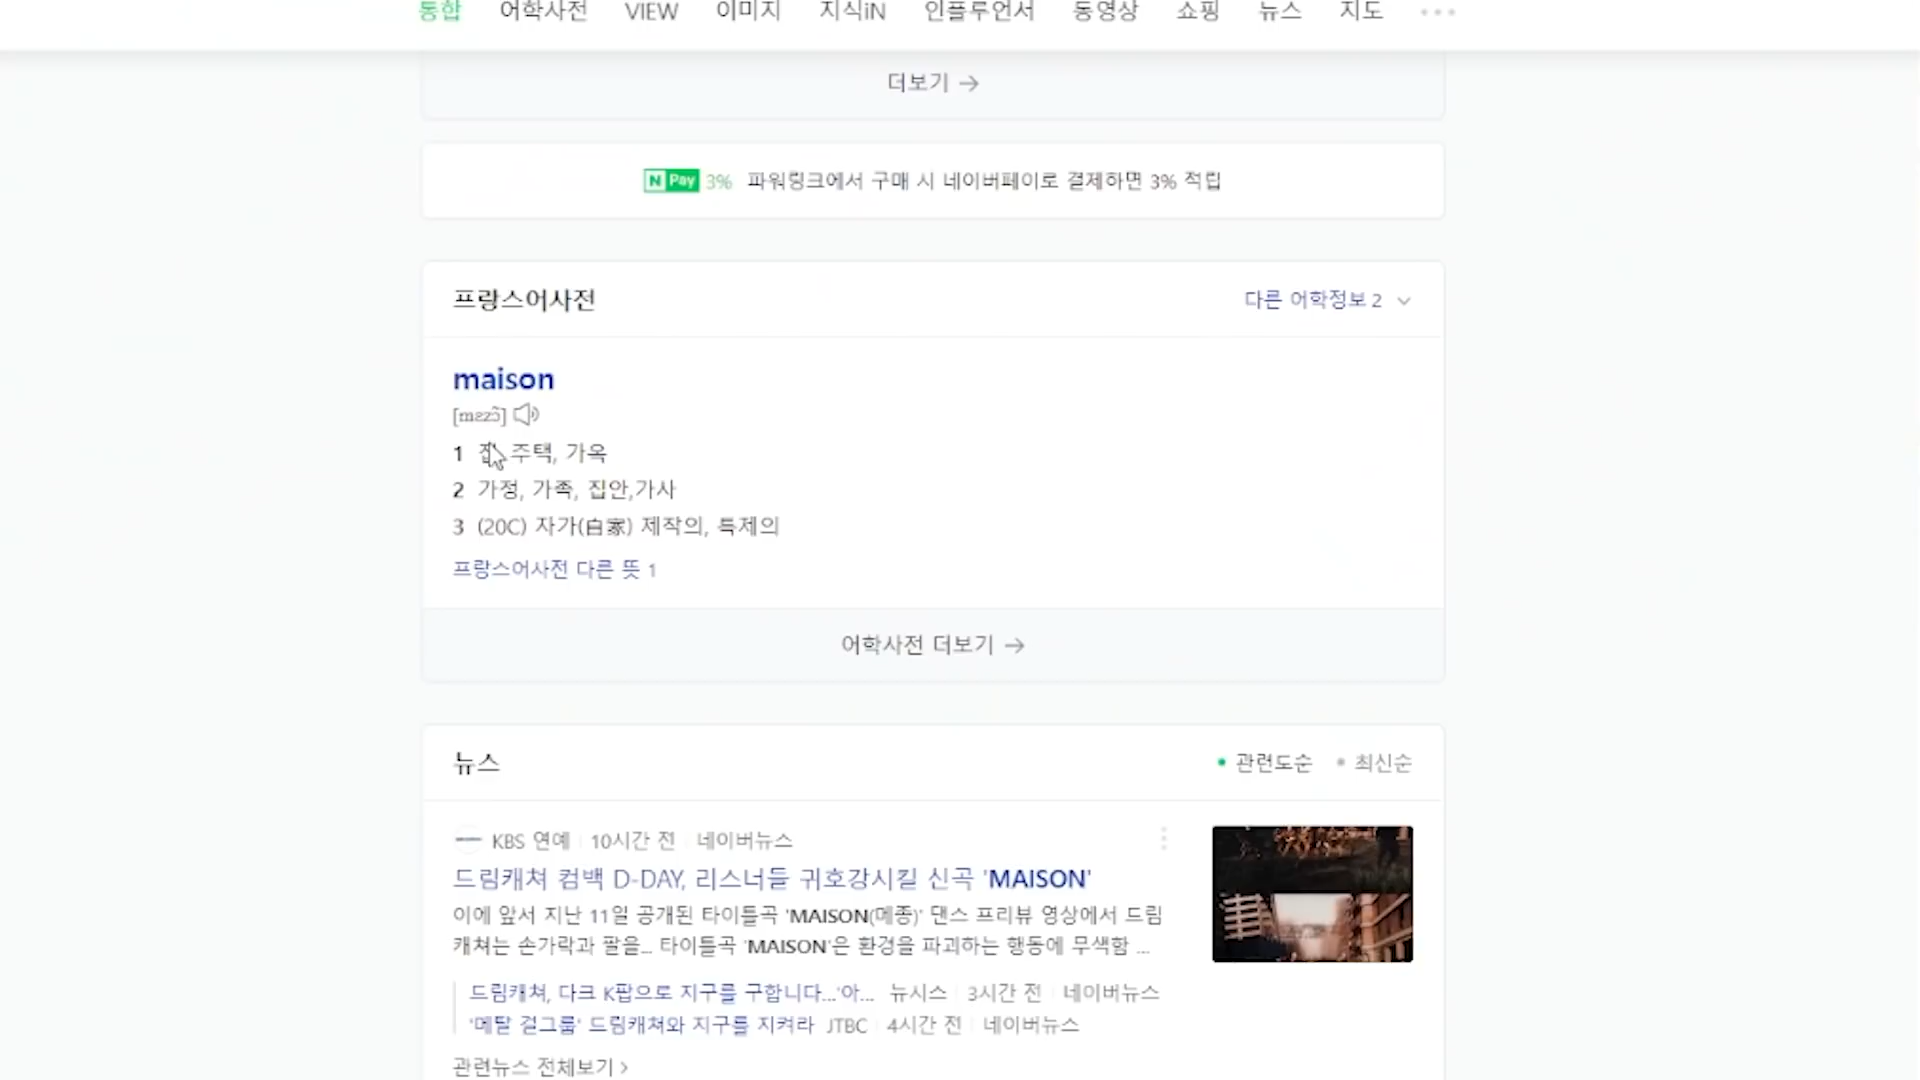 통합 어학사전 VIEW 이미지 지식iN 인플루언서 동영상 쇼핑 뉴스 지도
더보기 →
N Pay 3% 파워링크에서 구매 시 네이버페이로 결제하면 3% 적립
프랑스어사전 다른 어학정보 2
maison
[mɛzɔ̃]
1 주택, 가옥
2 가정, 가족, 집안,가사
3 (20C) 자가(自家) 제작의, 특제의
프랑스어사전 다른 뜻 1
어학사전 더보기 →
뉴스 관련도순 최신순
KBS 연예 10시간 전 네이버뉴스
드림캐쳐 컴백 D-DAY, 리스너들 귀호강시킬 신곡 'MAISON'
이에 앞서 지난 11일 공개된 타이틀곡 'MAISON(메종)' 댄스 프리뷰 영상에서 드림
캐쳐는 손가락과 팔을... 타이틀곡 'MAISON'은 환경을 파괴하는 행동에 무색함 ...
드림캐쳐, 다크 K팝으로 지구를 구합니다...'아... 뉴시스 3시간 전 네이버뉴스
'메탈 걸그룹' 드림캐쳐와 지구를 지켜라 JTBC 4시간 전 네이버뉴스
관련뉴스 전체보기 >